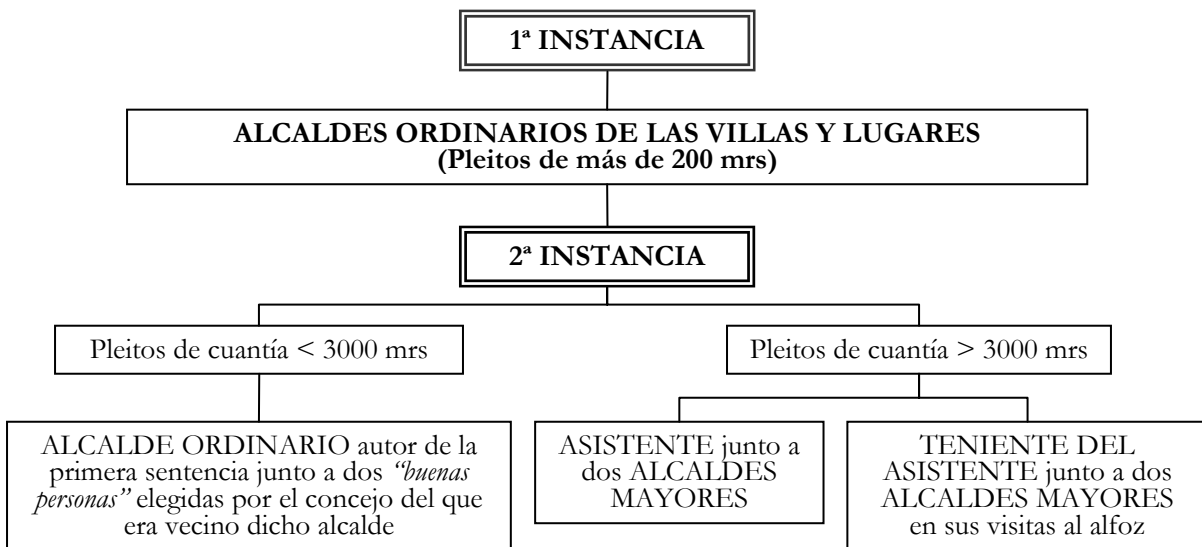 1ª INSTANCIA
ALCALDES ORDINARIOS DE LAS VILLAS Y LUGARES
(Pleitos de más de 200 mrs)
2ª INSTANCIA
Pleitos de cuantía < 3000 mrs
Pleitos de cuantía > 3000 mrs
ALCALDE ORDINARIO autor de la
primera sentencia junto a dos “buenas
personas” elegidas por el concejo del que
era vecino dicho alcalde
ASISTENTE junto a
dos ALCALDES
MAYORES
TENIENTE DEL
ASISTENTE junto a dos
ALCALDES MAYORES
en sus visitas al alfoz